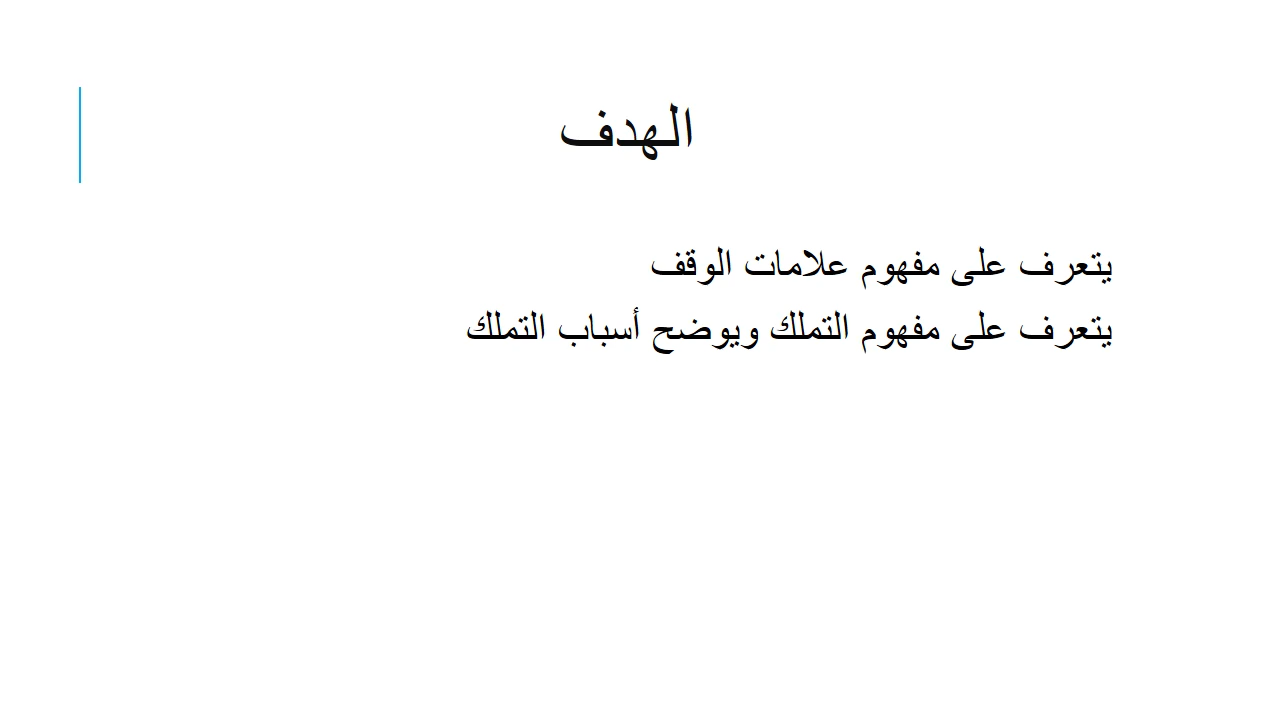 الهدف
يتعرف على مفهوم علامات الوقف
يتعرف على مفهوم التملك ويوضح أسباب التملك